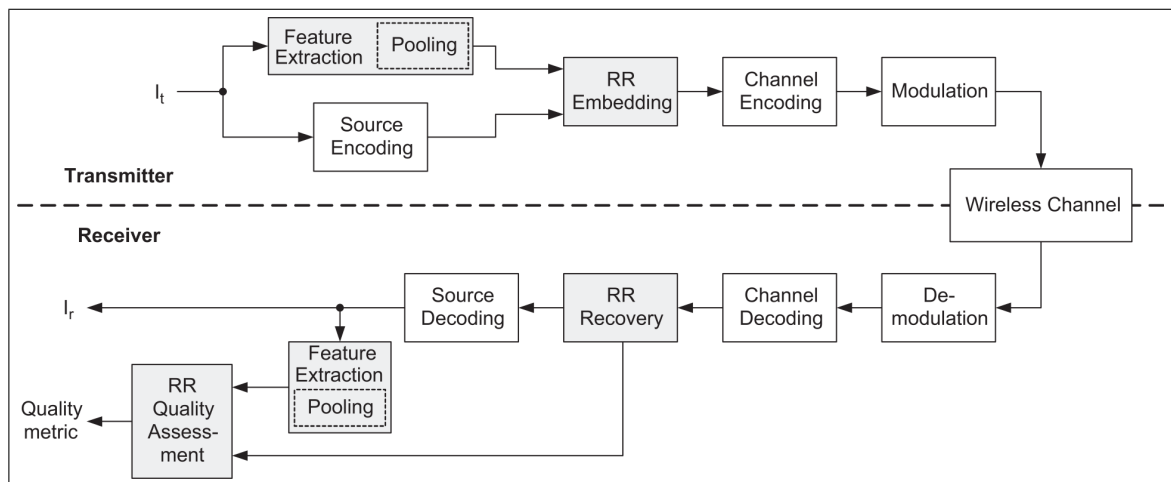 Feature
Extraction
Pooling
I_t
Source
Encoding
RR
Embedding
Channel
Encoding
Modulation
Transmitter
Wireless Channel
Receiver
I_r
Source
Decoding
RR
Recovery
Channel
Decoding
De-
modulation
Feature
Extraction
Pooling
RR
Quality
Assess-
ment
Quality
metric